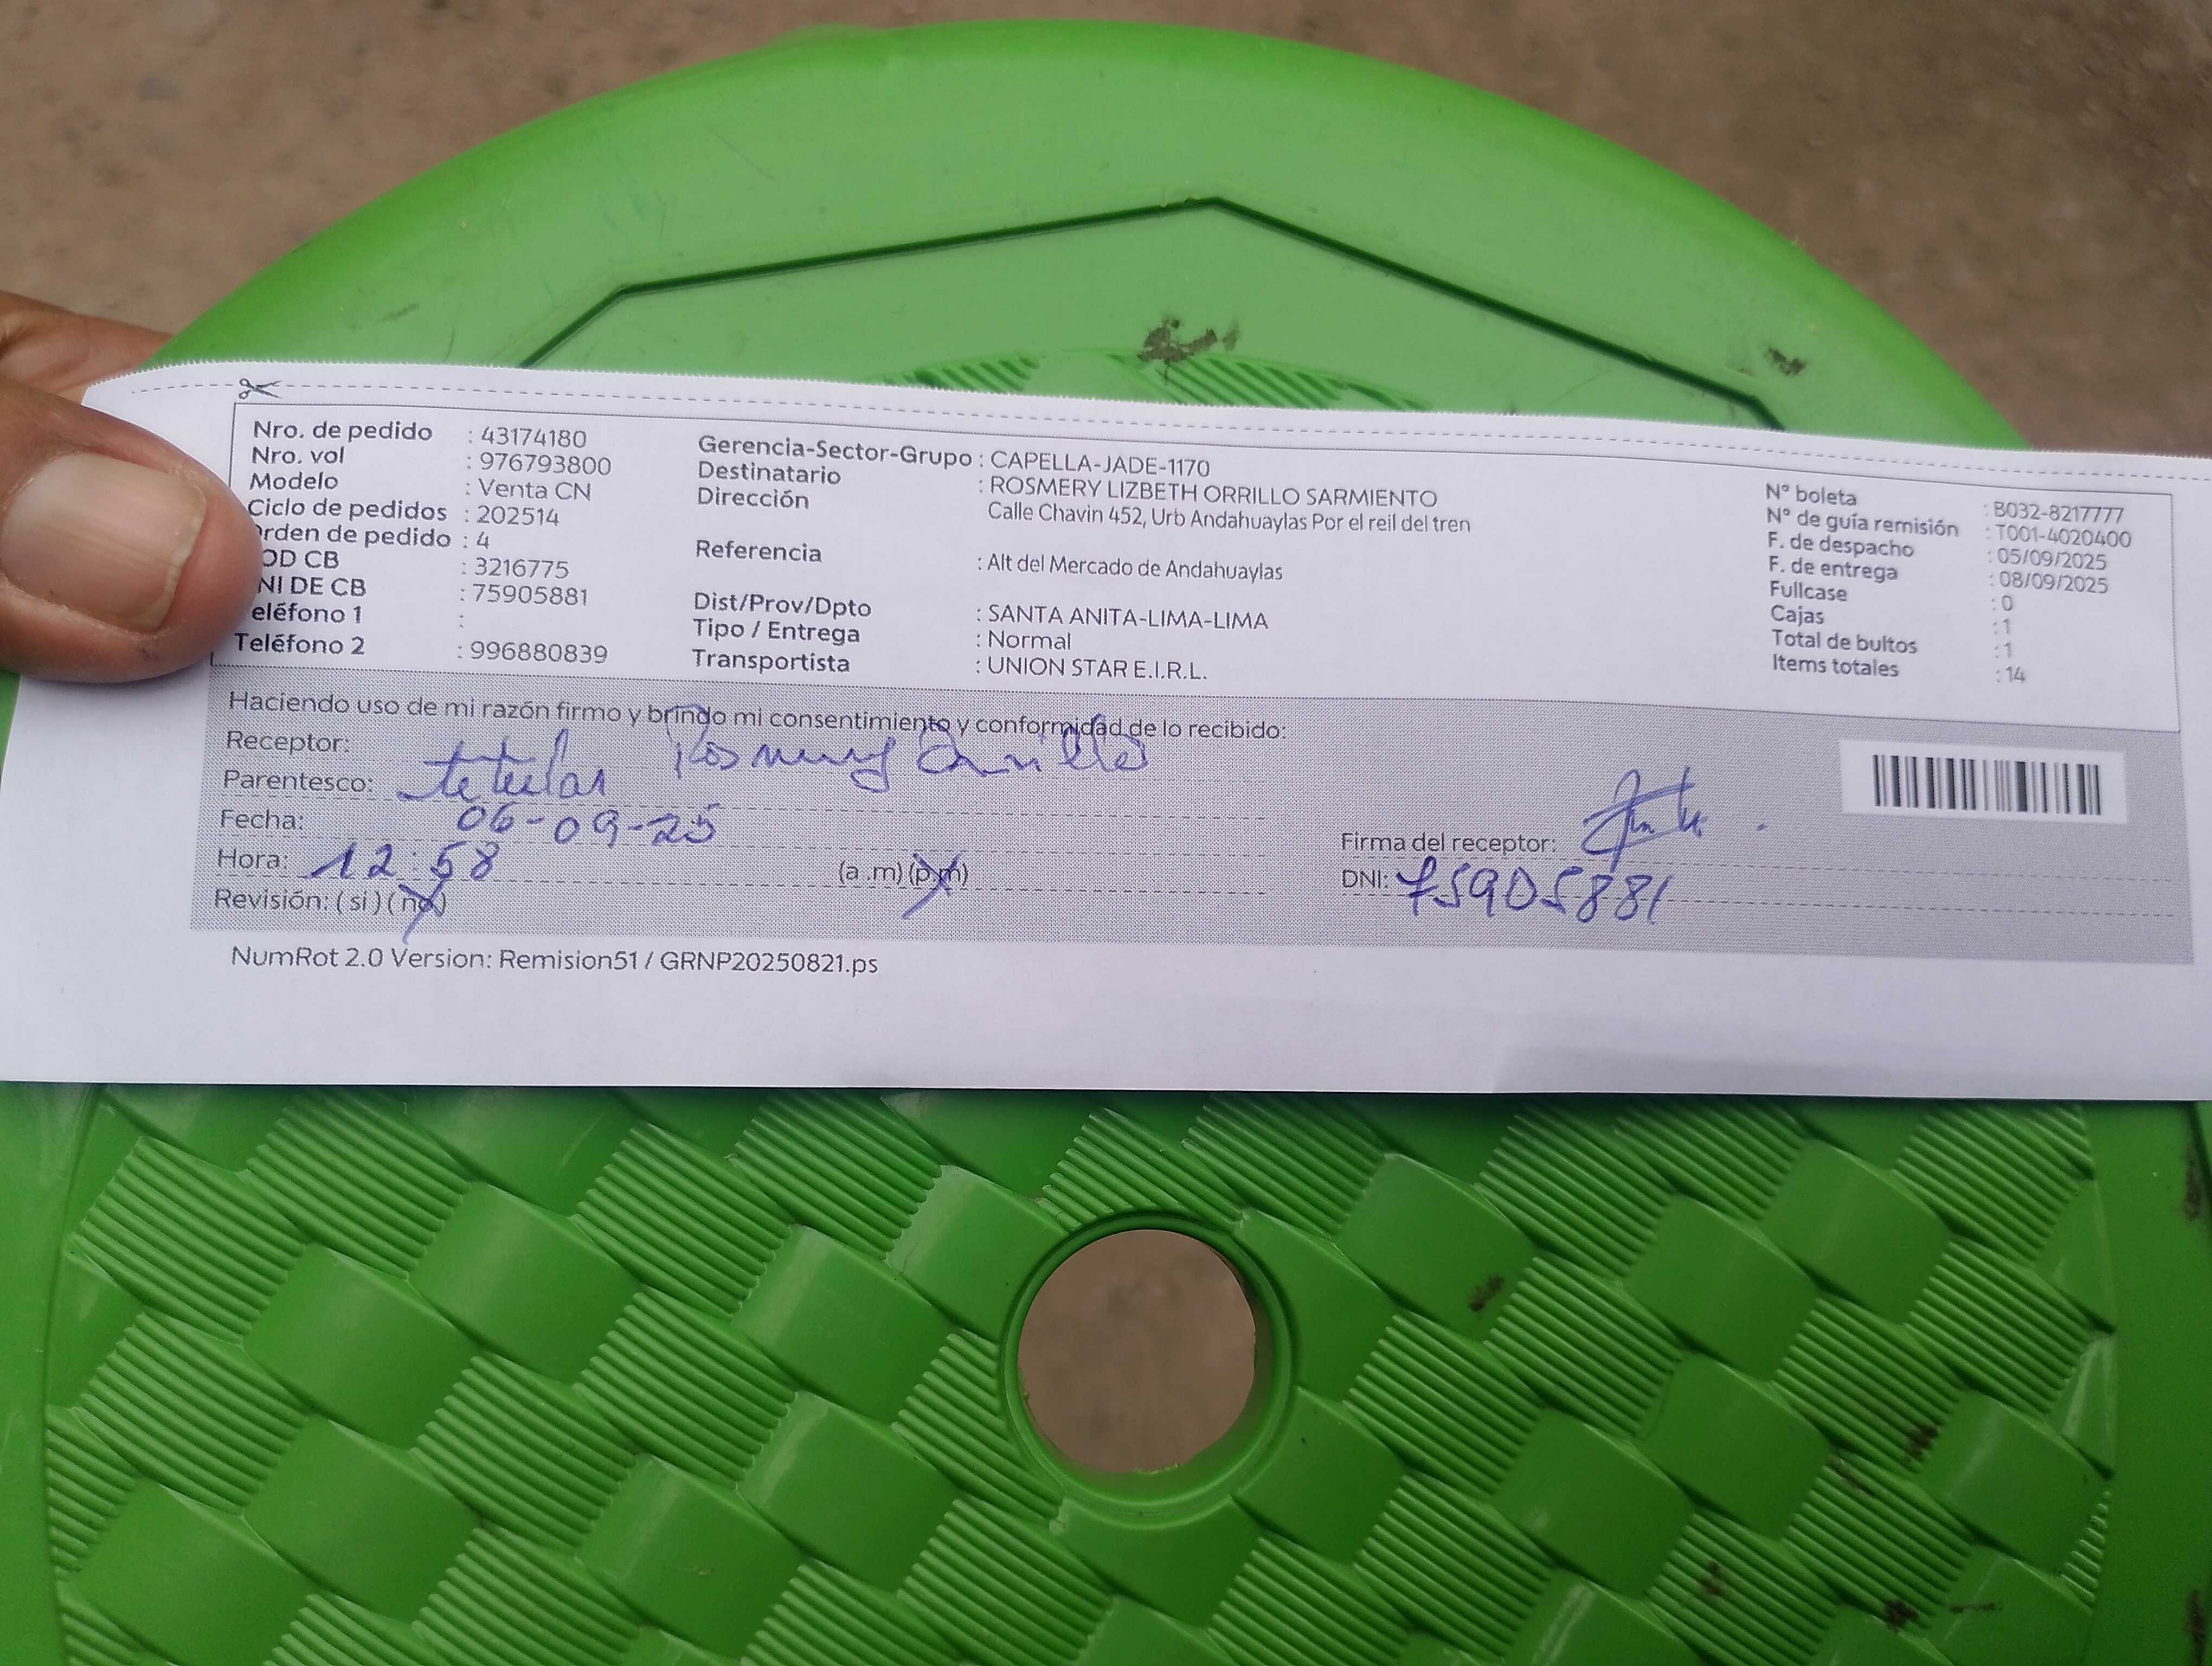 Nro. de pedido : 43174180
Nro. vol : 976793800
Modelo : Venta CN
Ciclo de pedidos : 202514
rden de pedido : 4
OD CB : 3216775
NI DE CB : 75905881
eléfono 1 :
Teléfono 2 : 996880839
Gerencia-Sector-Grupo : CAPELLA-JADE-1170
Destinatario : ROSMERY LIZBETH ORRILLO SARMIENTO
Dirección : Calle Chavin 452, Urb Andahuaylas Por el reil del tren
Referencia : Alt del Mercado de Andahuaylas
Dist/Prov/Dpto : SANTA ANITA-LIMA-LIMA
Tipo / Entrega : Normal
Transportista : UNION STAR E.I.R.L.
N° boleta : B032-8217777
N° de guía remisión : T001-4020400
F. de despacho : 05/09/2025
F. de entrega : 08/09/2025
Fullcase : 0
Cajas : 1
Total de bultos : 1
Items totales : 14
Haciendo uso de mi razón firmo y brindo mi consentimiento y conformidad de lo recibido:
Receptor: Rosmery Orrillo
Parentesco: tetular
Fecha: 06-09-25
Hora: 12:58 (a .m) (p.m)
Revisión: ( si ) ( no )
Firma del receptor:
DNI: 75905881
NumRot 2.0 Version: Remision51 / GRNP20250821.ps